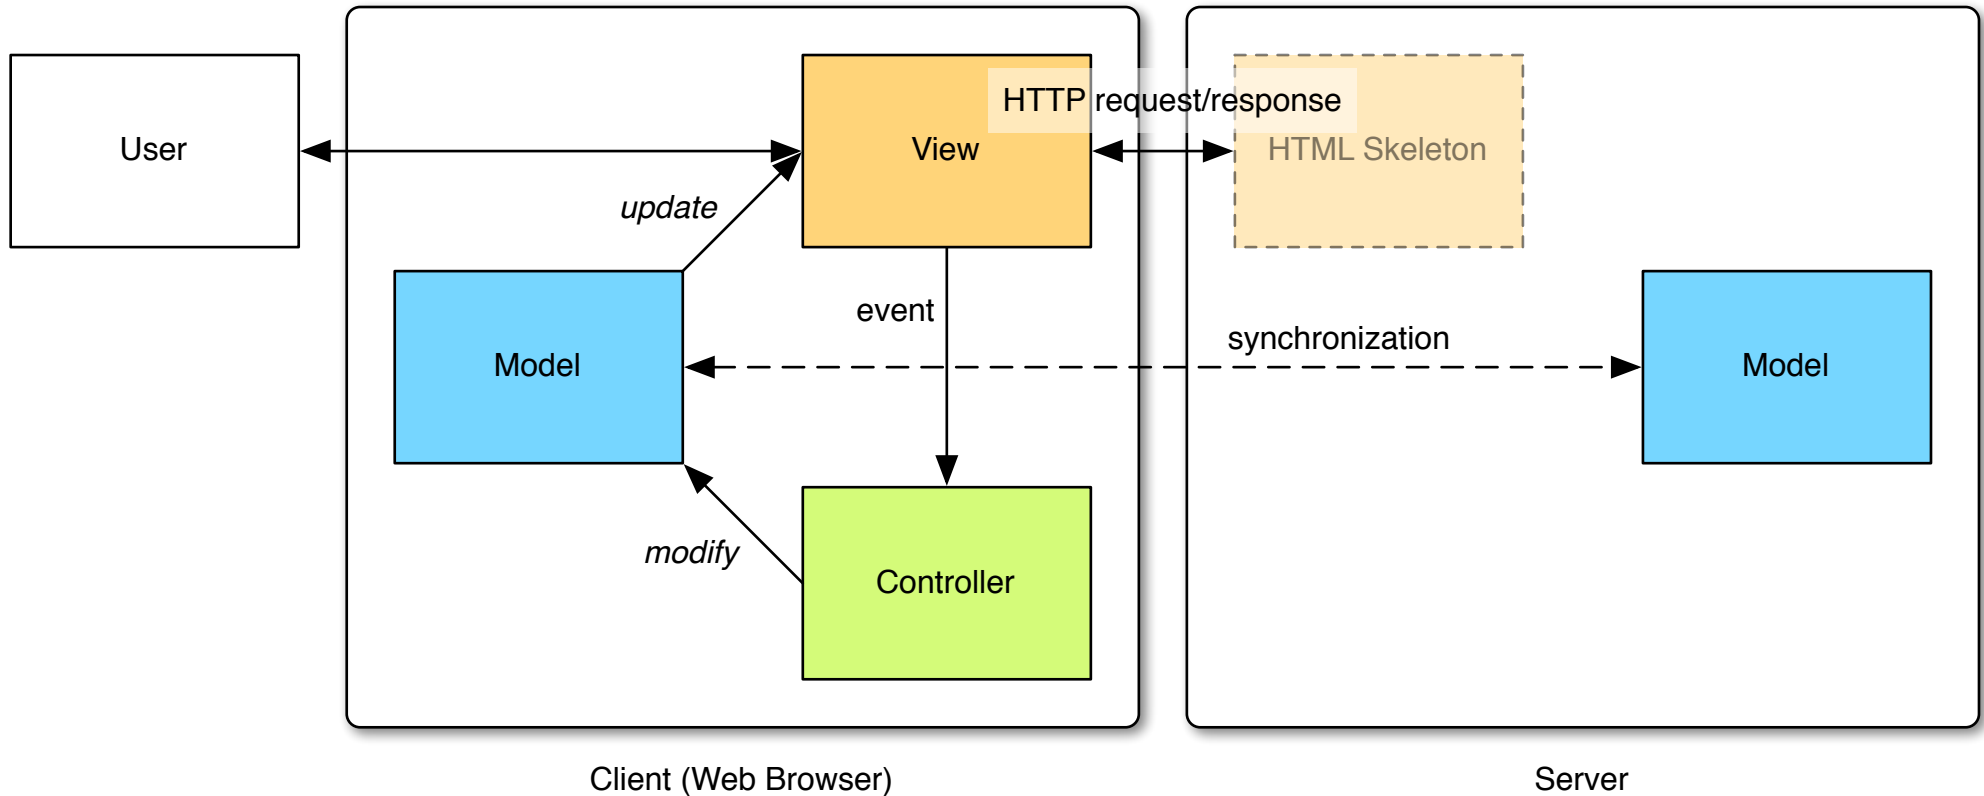 HTTP request/response
User
View
HTML Skeleton
update
event
synchronization
Model
Model
modify
Controller
Client (Web Browser)
Server